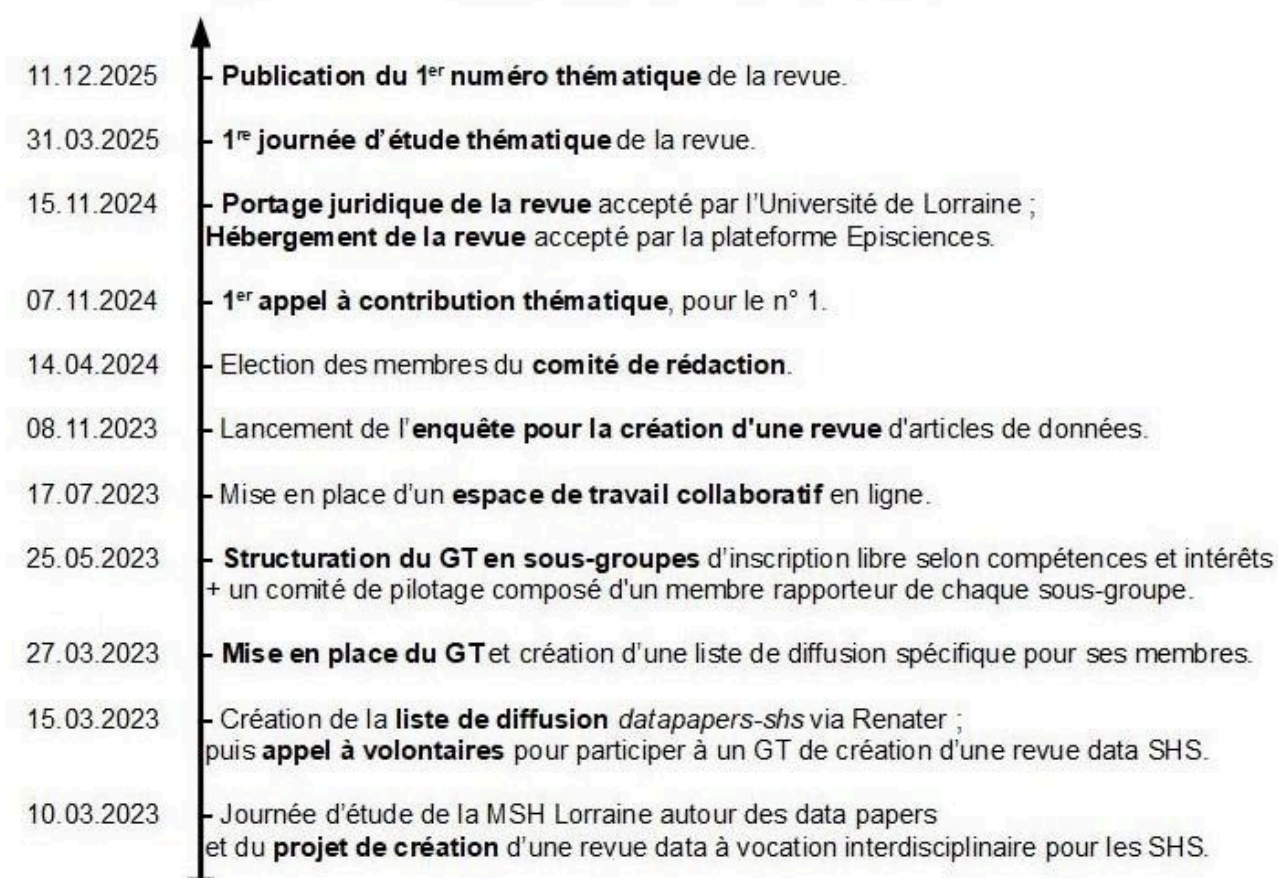 11.12.2025 - Publication du 1er numéro thématique de la revue.
31.03.2025 - 1re journée d'étude thématique de la revue.
15.11.2024 - Portage juridique de la revue accepté par l'Université de Lorraine ;
Hébergement de la revue accepté par la plateforme Episciences.
07.11.2024 - 1er appel à contribution thématique, pour le n° 1.
14.04.2024 - Election des membres du comité de rédaction.
08.11.2023 - Lancement de l'enquête pour la création d'une revue d'articles de données.
17.07.2023 - Mise en place d'un espace de travail collaboratif en ligne.
25.05.2023 - Structuration du GT en sous-groupes d'inscription libre selon compétences et intérêts
+ un comité de pilotage composé d'un membre rapporteur de chaque sous-groupe.
27.03.2023 - Mise en place du GT et création d'une liste de diffusion spécifique pour ses membres.
15.03.2023 - Création de la liste de diffusion datapapers-shs via Renater ;
puis appel à volontaires pour participer à un GT de création d'une revue data SHS.
10.03.2023 - Journée d'étude de la MSH Lorraine autour des data papers
et du projet de création d'une revue data à vocation interdisciplinaire pour les SHS.